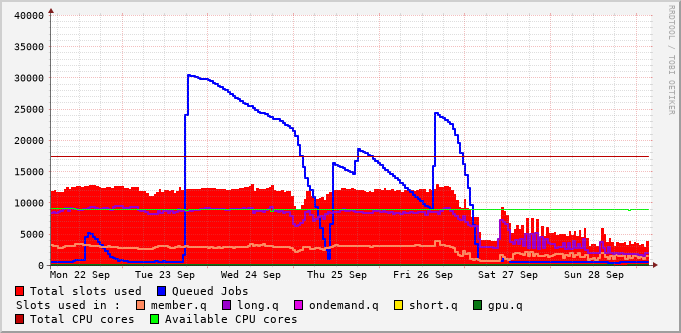 40000
35000
30000
25000
20000
15000
10000
5000
0
Mon 22 Sep Tue 23 Sep Wed 24 Sep Thu 25 Sep Fri 26 Sep Sat 27 Sep Sun 28 Sep
Total slots used Queued Jobs
Slots used in : member.q long.q ondemand.q short.q gpu.q
Total CPU cores Available CPU cores
RRDTOOL / TOBI OETIKER